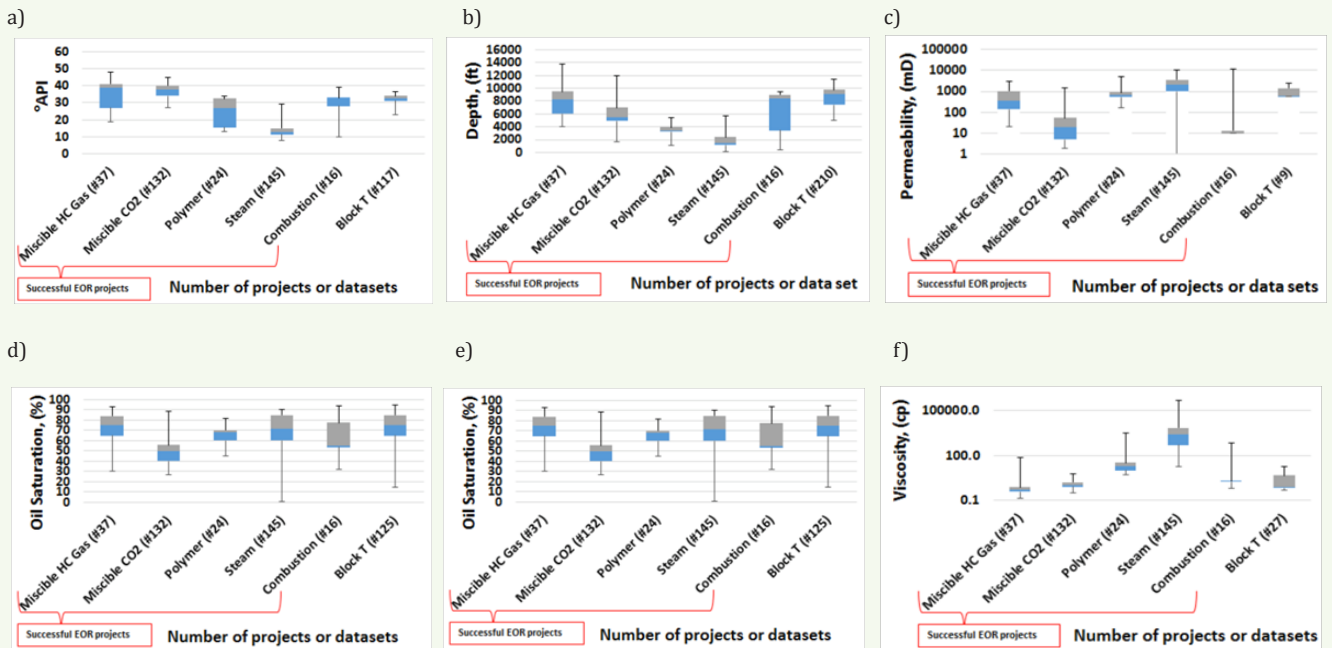 a)
60
50
40
30
20
10
0
°API
Miscible HC Gas (#37)
Miscible CO2 (#132)
Polymer (#24)
Steam (#145)
Combustion (#16)
Block T (#117)
Successful EOR projects
Number of projects or datasets
b)
16000
14000
12000
10000
8000
6000
4000
2000
0
Depth, (ft)
Miscible HC Gas (#37)
Miscible CO2 (#132)
Polymer (#24)
Steam (#145)
Combustion (#16)
Block T (#210)
Successful EOR projects
Number of projects or data set
c)
100000
10000
1000
100
10
1
Permeability, (mD)
Miscible HC Gas (#37)
Miscible CO2 (#132)
Polymer (#24)
Steam (#145)
Combustion (#16)
Block T (#9)
Successful EOR projects
Number of projects or data sets
d)
100
90
80
70
60
50
40
30
20
10
0
Oil Saturation, (%)
Miscible HC Gas (#37)
Miscible CO2 (#132)
Polymer (#24)
Steam (#145)
Combustion (#16)
Block T (#125)
Successful EOR projects
Number of projects or datasets
e)
100
90
80
70
60
50
40
30
20
10
0
Oil Saturation, (%)
Miscible HC Gas (#37)
Miscible CO2 (#132)
Polymer (#24)
Steam (#145)
Combustion (#16)
Block T (#125)
Successful EOR projects
Number of projects or datasets
f)
100000.0
100.0
0.1
Viscosity, (cp)
Miscible HC Gas (#37)
Miscible CO2 (#132)
Polymer (#24)
Steam (#145)
Combustion (#16)
Block T (#27)
Successful EOR projects
Number of projects or datasets